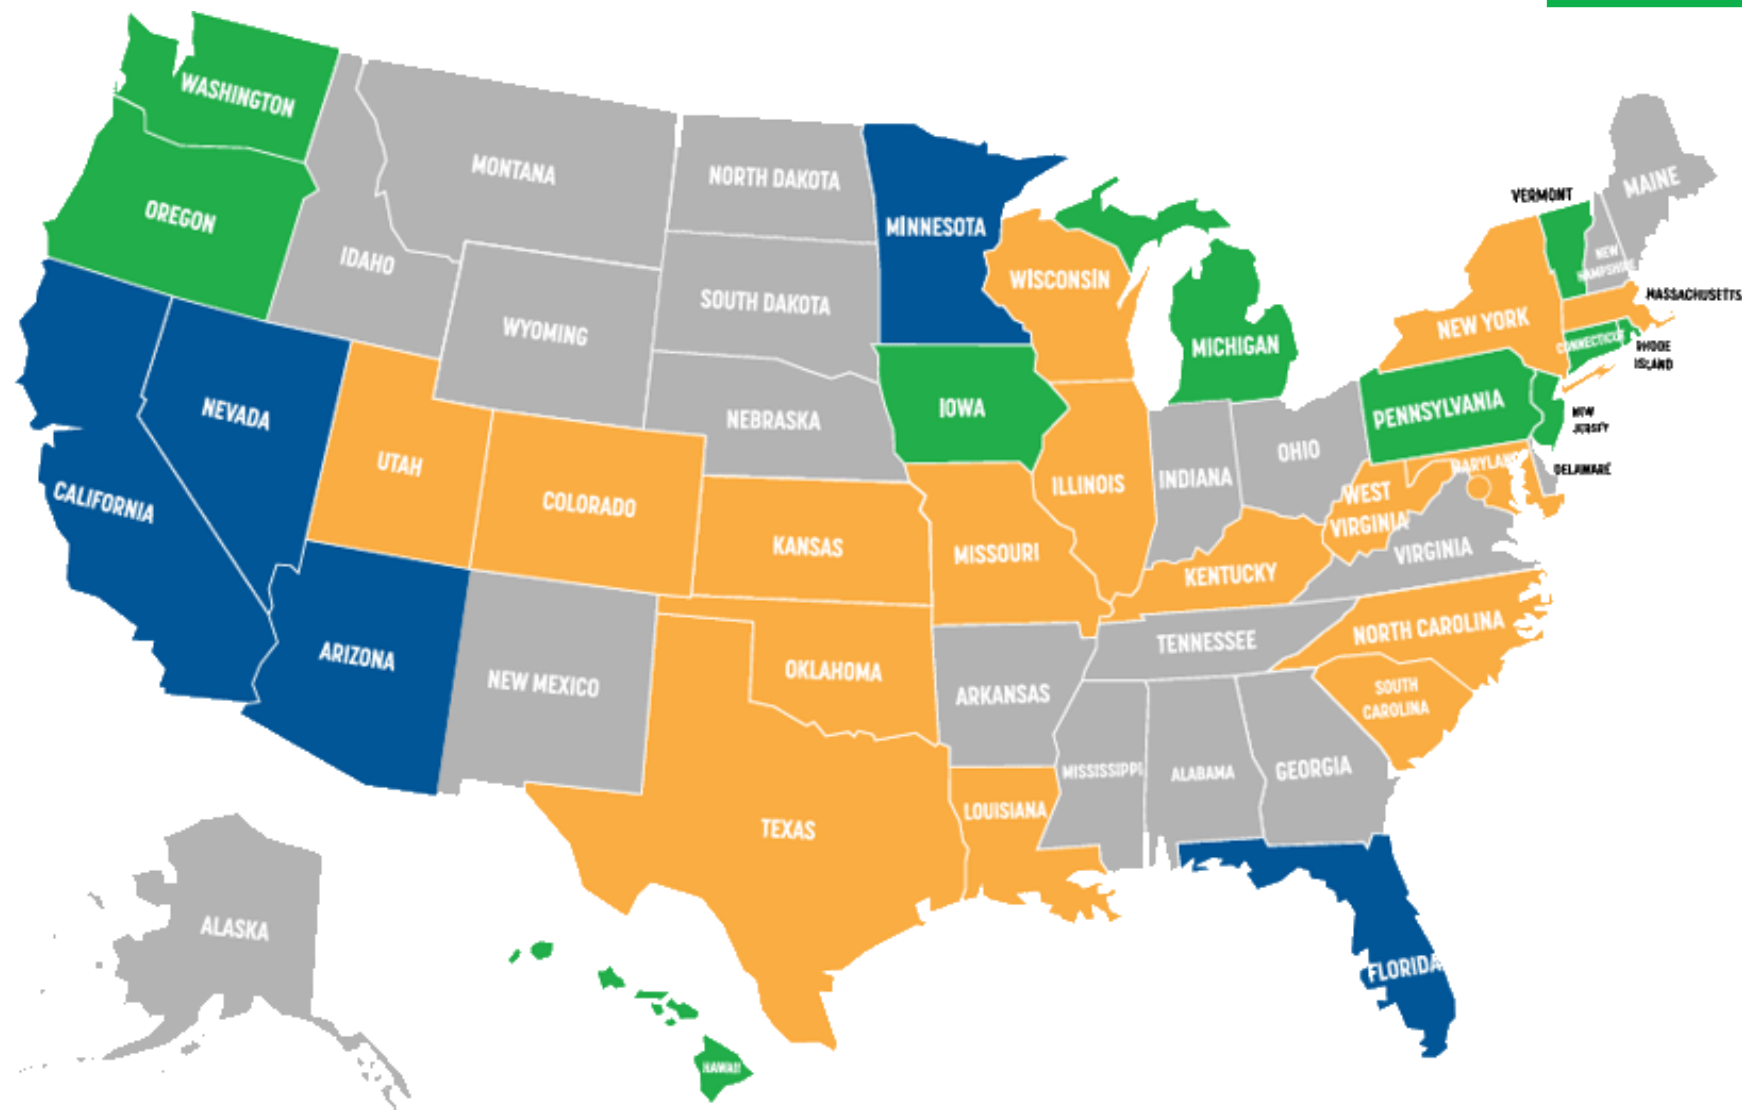 WASHINGTON
OREGON
IDAHO
MONTANA
NORTH DAKOTA
MINNESOTA
SOUTH DAKOTA
WYOMING
WISCONSIN
MICHIGAN
VERMONT
NEW
HAMPSHIRE
MAINE
MASSACHUSETTS
NEW YORK
CONNECTICUT
RHODE
ISLAND
PENNSYLVANIA
NEW
JERSEY
NEVADA
UTAH
COLORADO
NEBRASKA
IOWA
ILLINOIS
INDIANA
OHIO
MARYLAND
DELAWARE
WEST
VIRGINIA
VIRGINIA
CALIFORNIA
KANSAS
MISSOURI
KENTUCKY
NORTH CAROLINA
TENNESSEE
SOUTH
CAROLINA
ARIZONA
NEW MEXICO
OKLAHOMA
ARKANSAS
MISSISSIPPI
ALABAMA
GEORGIA
TEXAS
LOUISIANA
FLORIDA
ALASKA
HAWAII